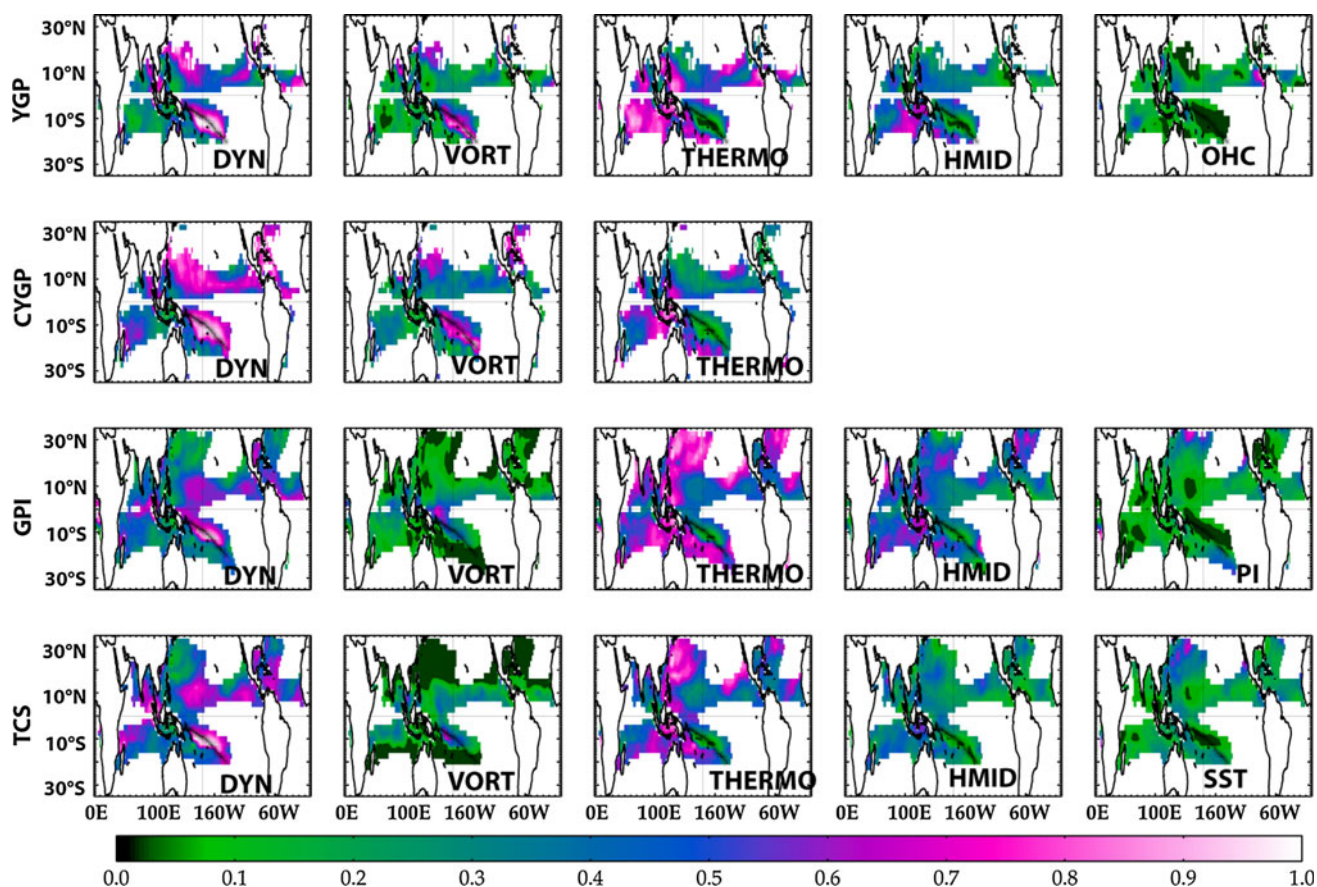 30°N
10°N
10°S
30°S
YGP
DYN
VORT
THERMO
HMID
OHC
30°N
10°N
10°S
30°S
CYGP
DYN
VORT
THERMO
30°N
10°N
10°S
30°S
GPI
DYN
VORT
THERMO
HMID
PI
30°N
10°N
10°S
30°S
TCS
DYN
VORT
THERMO
HMID
SST
0E 100E 160W 60W 0E 100E 160W 60W 0E 100E 160W 60W 0E 100E 160W 60W 0E 100E 160W 60W
0.0 0.1 0.2 0.3 0.4 0.5 0.6 0.7 0.8 0.9 1.0